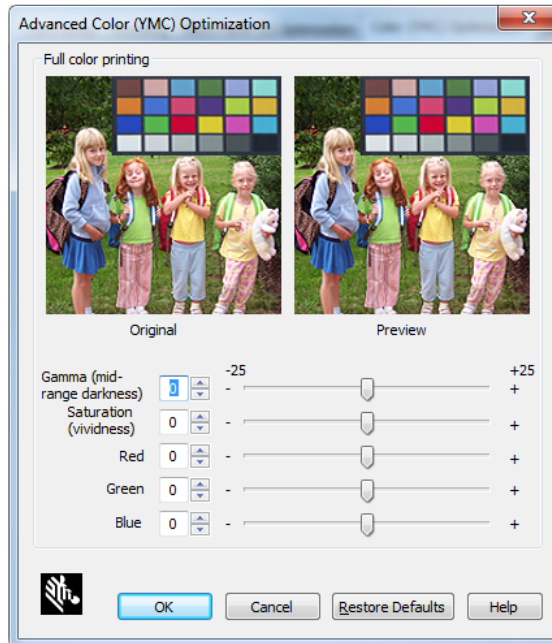 Advanced Color (YMC) Optimization
Full color printing
Original
Preview
-25
+25
Gamma (mid-
range darkness)
0
-
+
Saturation
(vividness)
0
-
+
Red
0
-
+
Green
0
-
+
Blue
0
-
+
OK
Cancel
Restore Defaults
Help